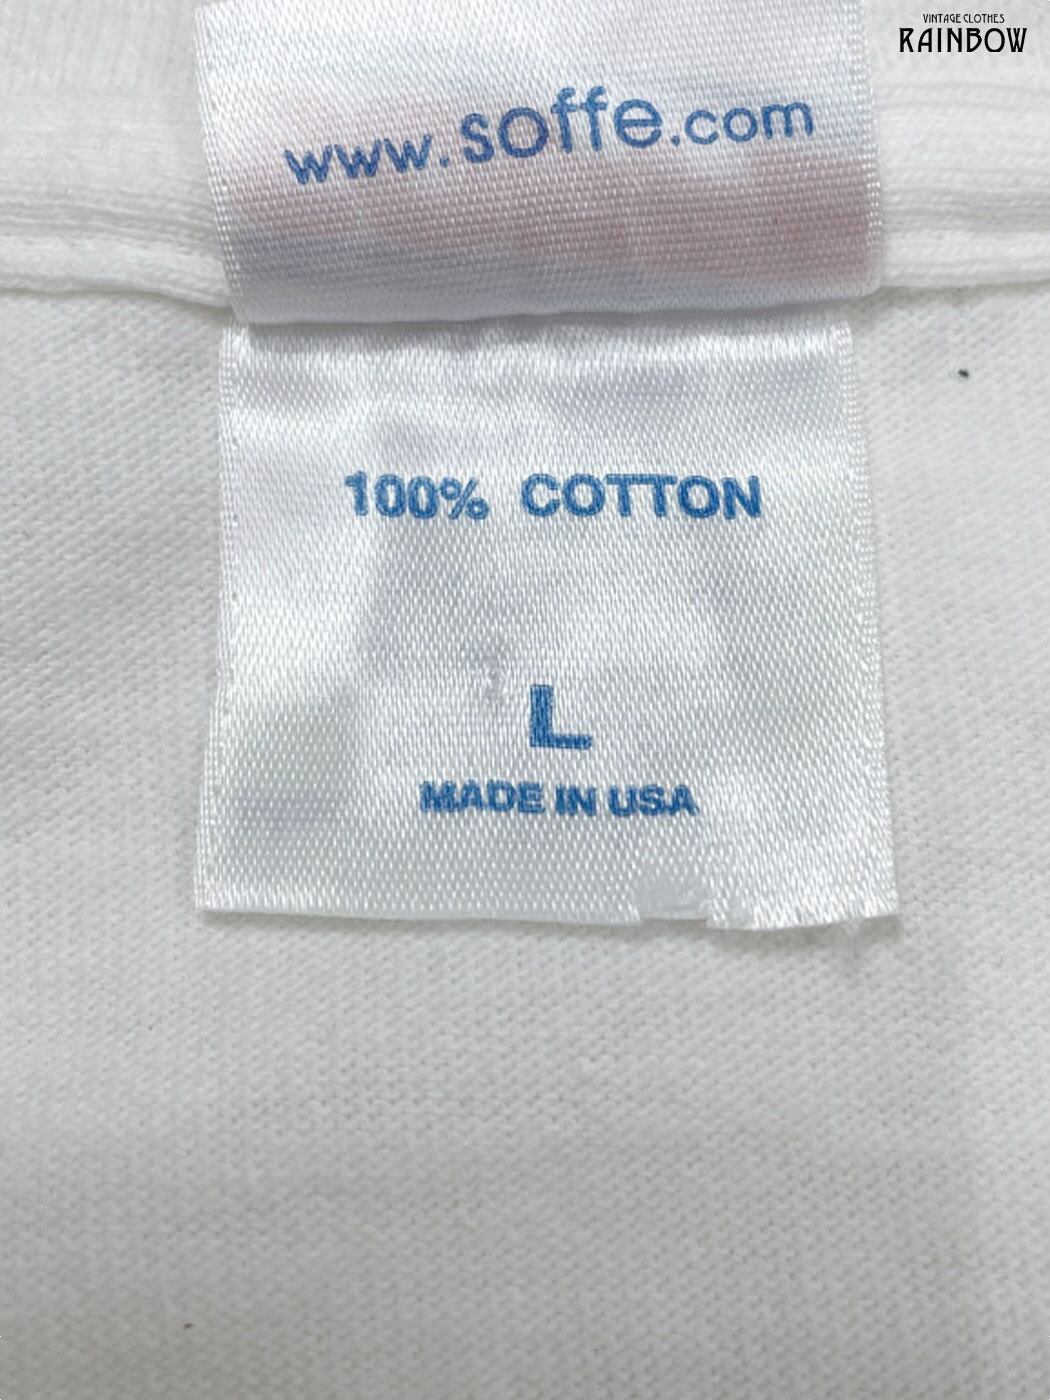 VINTAGE CLOTHES
RAINBOW
www.soffe.com
100% COTTON
L
MADE IN USA